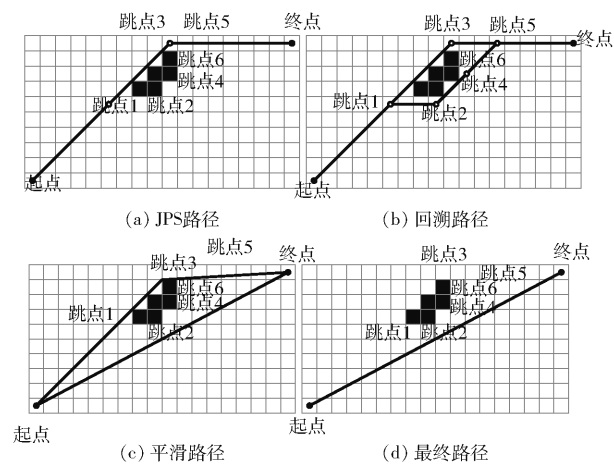 跳点3 跳点5 终点
跳点6
跳点4
跳点1 跳点2
起点
(a) JPS路径
跳点3 跳点5 终点
跳点6
跳点4
跳点1
跳点2
起点
(b) 回溯路径
跳点5
跳点3 终点
跳点6
跳点4
跳点1
跳点2
起点
(c) 平滑路径
跳点3 终点
跳点5
跳点6
跳点4
跳点1 跳点2
起点
(d) 最终路径